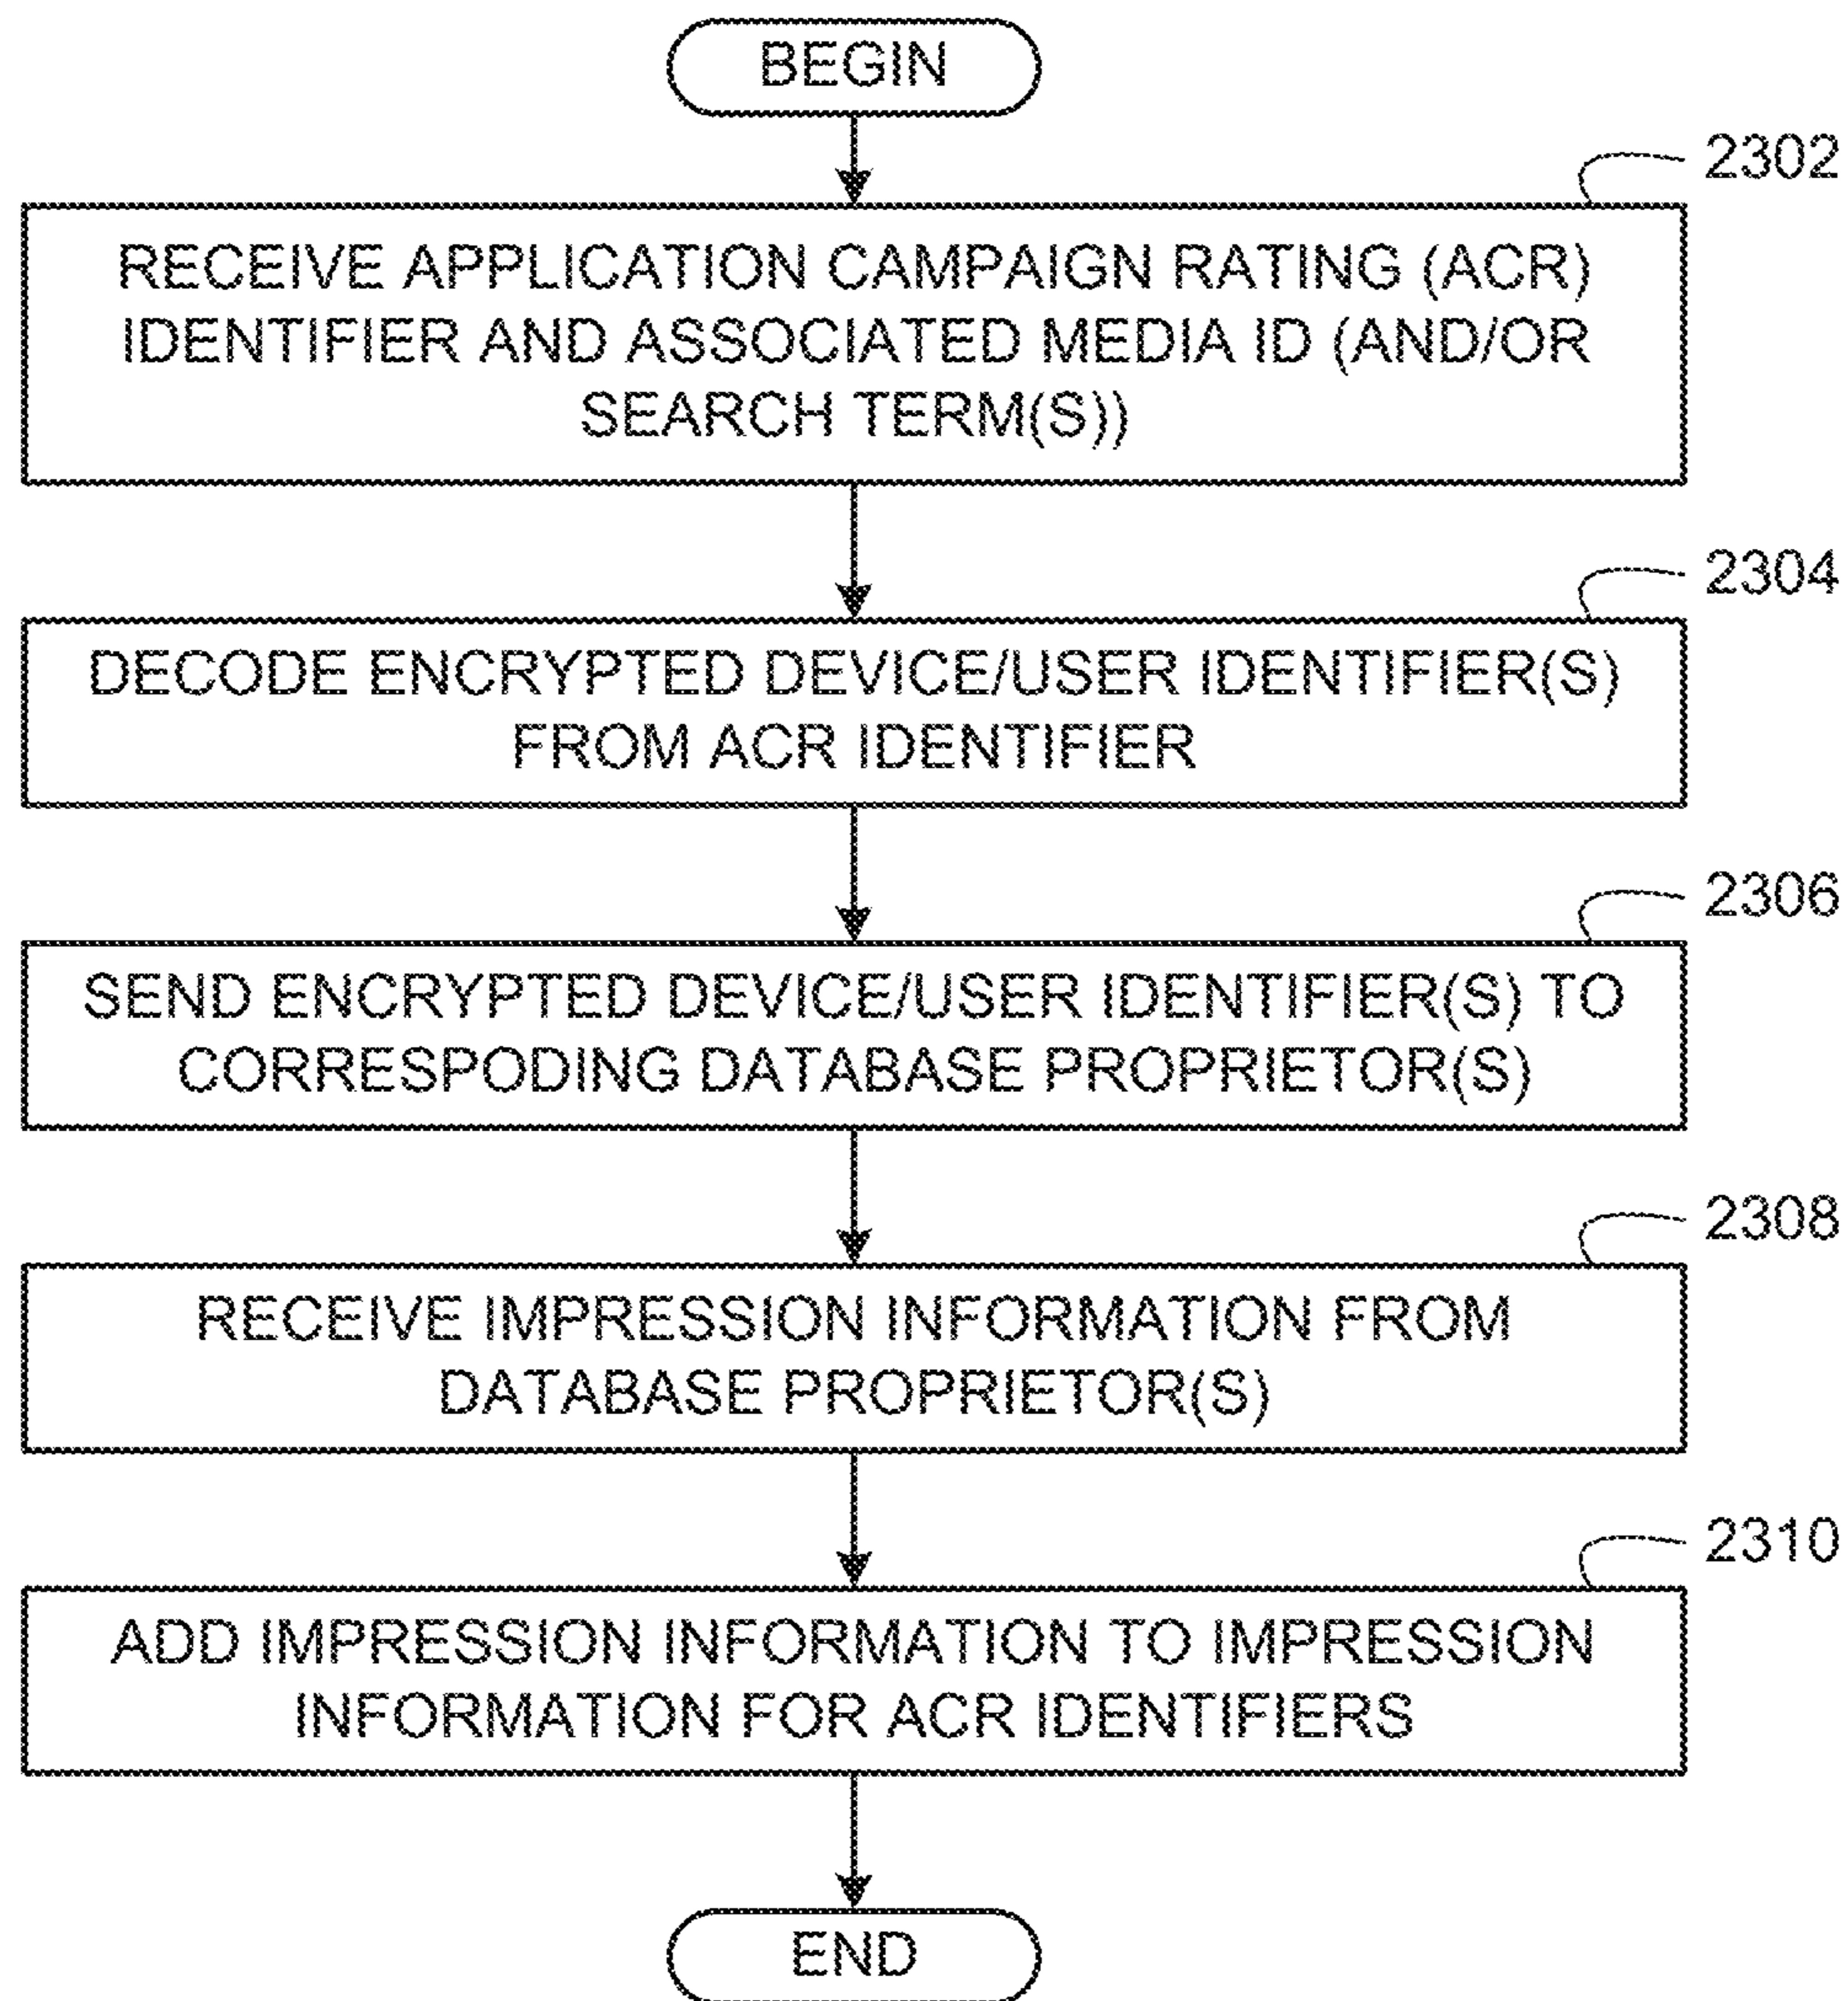 BEGIN
2302
RECEIVE APPLICATION CAMPAIGN RATING (ACR)
IDENTIFIER AND ASSOCIATED MEDIA ID (AND/OR
SEARCH TERM(S))
2304
DECODE ENCRYPTED DEVICE/USER IDENTIFIER(S)
FROM ACR IDENTIFIER
2306
SEND ENCRYPTED DEVICE/USER IDENTIFIER(S) TO
CORRESPODING DATABASE PROPRIETOR(S)
2308
RECEIVE IMPRESSION INFORMATION FROM
DATABASE PROPRIETOR(S)
2310
ADD IMPRESSION INFORMATION TO IMPRESSION
INFORMATION FOR ACR IDENTIFIERS
END